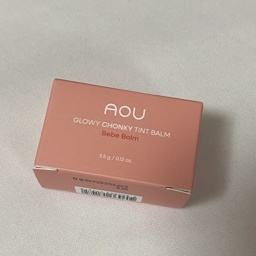 AOU
GLOWY CHONKY TINT BALM
Bebe Balm
3.5 g / 0.12 oz.